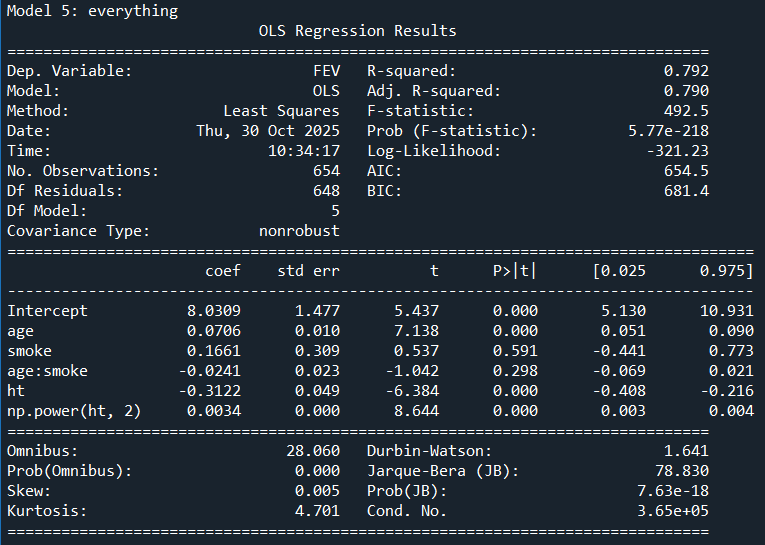 Model 5: everything
                            OLS Regression Results
==============================================================================
Dep. Variable:                    FEV   R-squared:                       0.792
Model:                            OLS   Adj. R-squared:                  0.790
Method:                 Least Squares   F-statistic:                     492.5
Date:                Thu, 30 Oct 2025   Prob (F-statistic):          5.77e-218
Time:                        10:34:17   Log-Likelihood:                -321.23
No. Observations:                 654   AIC:                             654.5
Df Residuals:                     648   BIC:                             681.4
Df Model:                           5
Covariance Type:            nonrobust
===================================================================================
                      coef    std err          t      P>|t|      [0.025      0.975]
-----------------------------------------------------------------------------------
Intercept           8.0309      1.477      5.437      0.000       5.130      10.931
age                 0.0706      0.010      7.138      0.000       0.051       0.090
smoke               0.1661      0.309      0.537      0.591      -0.441       0.773
age:smoke          -0.0241      0.023     -1.042      0.298      -0.069       0.021
ht                 -0.3122      0.049     -6.384      0.000      -0.408      -0.216
np.power(ht, 2)     0.0034      0.000      8.644      0.000       0.003       0.004
==============================================================================
Omnibus:                       28.060   Durbin-Watson:                   1.641
Prob(Omnibus):                  0.000   Jarque-Bera (JB):               78.830
Skew:                           0.005   Prob(JB):                     7.63e-18
Kurtosis:                       4.701   Cond. No.                     3.65e+05
==============================================================================